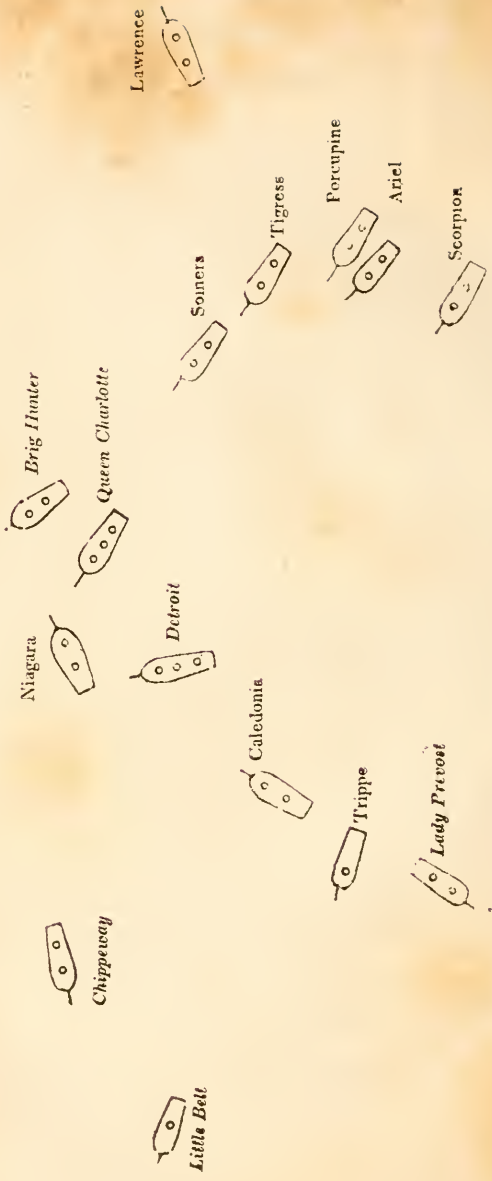 Lawrence
Porcupine
Ariel
Tigress
Somers
Scorpion
Brig Hunter
Queen Charlotte
Niagara
Detroit
Caledonia
Trippe
Lady Prevost
Chippeway
Little Belt